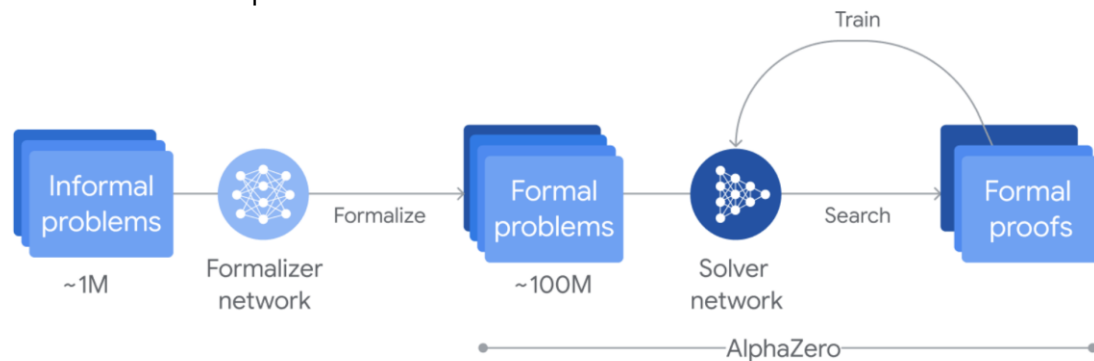 Train
Informal
problems
~1M
Formalizer
network
Formalize
Formal
problems
~100M
Solver
network
Search
Formal
proofs
AlphaZero